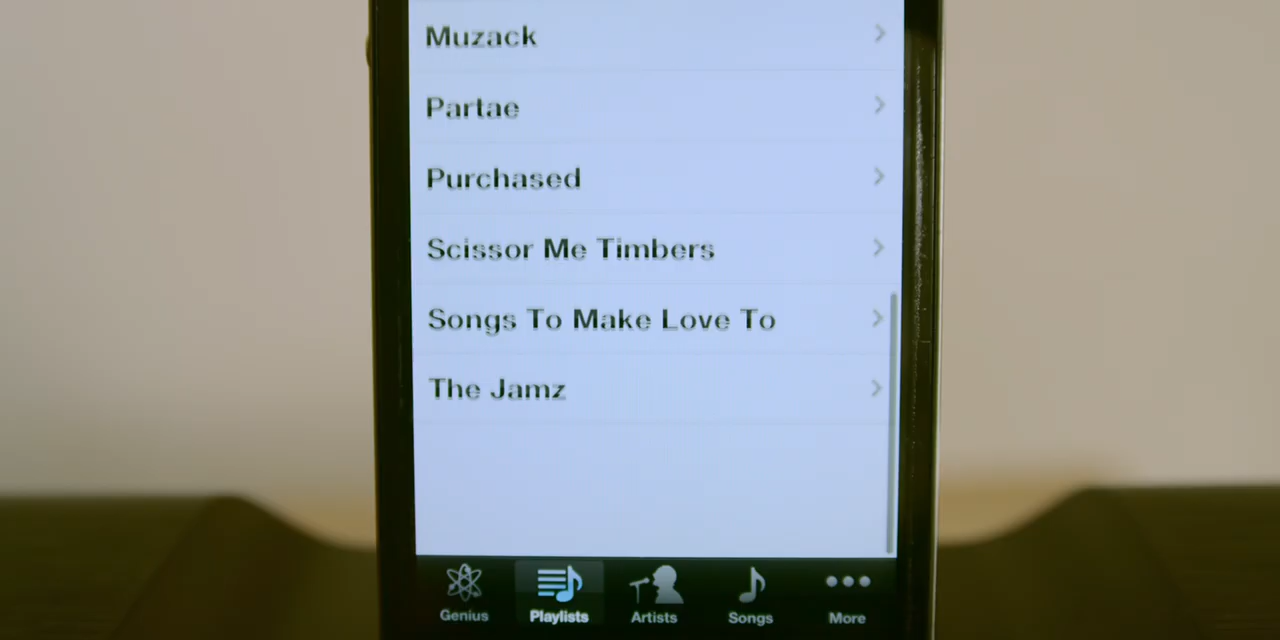 Muzack
Partae
Purchased
Scissor Me Timbers
Songs To Make Love To
The Jamz
Genius
Playlists
Artists
Songs
More